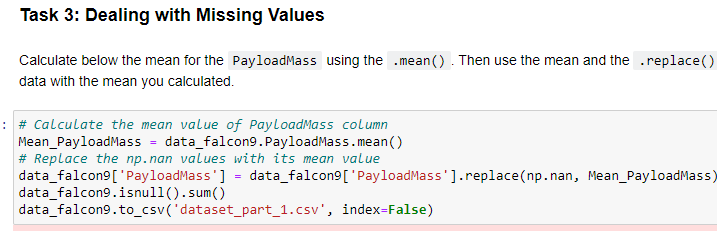 Task 3: Dealing with Missing Values
Calculate below the mean for the PayloadMass using the .mean() . Then use the mean and the .replace()
data with the mean you calculated.
: # Calculate the mean value of PayloadMass column
Mean_PayloadMass = data_falcon9.PayloadMass.mean()
# Replace the np.nan values with its mean value
data_falcon9['PayloadMass'] = data_falcon9['PayloadMass'].replace(np.nan, Mean_PayloadMass)
data_falcon9.isnull().sum()
data_falcon9.to_csv('dataset_part_1.csv', index=False)